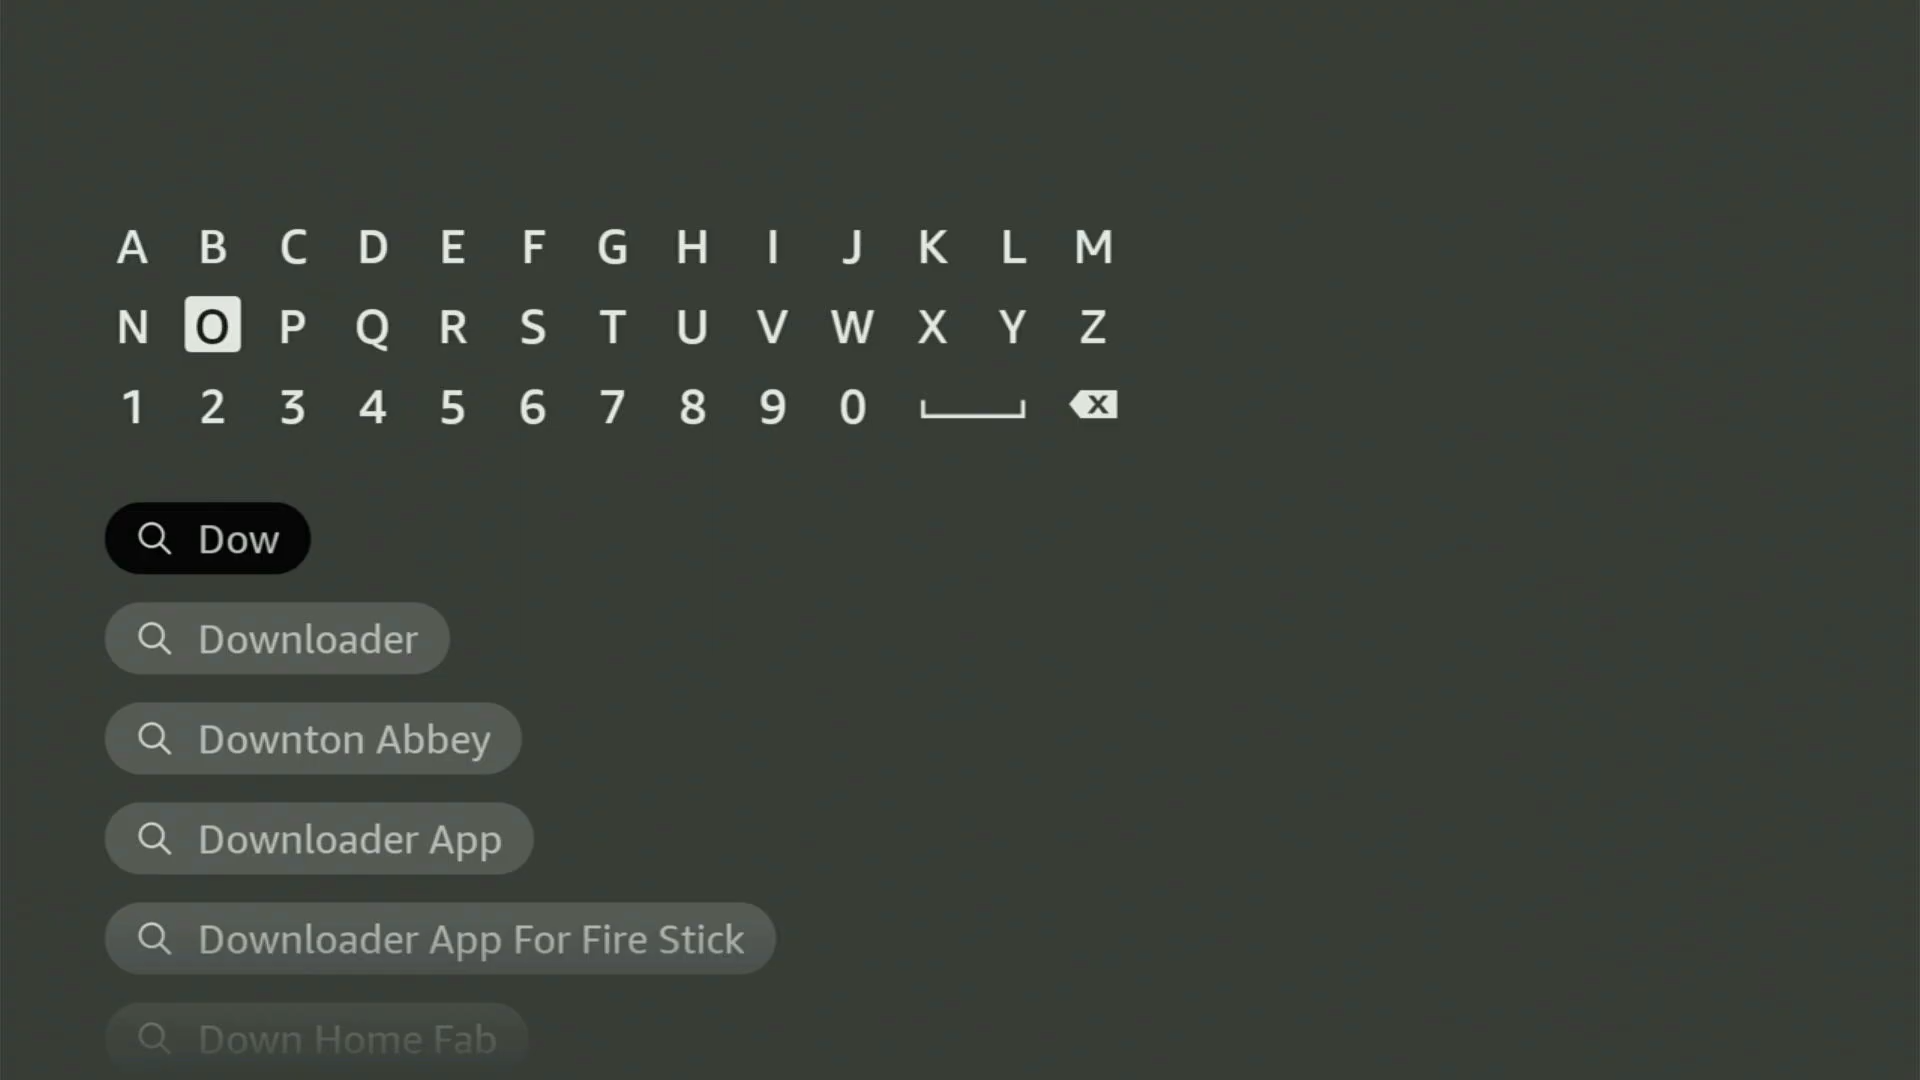 A B C D E F G H I J K L M
N O P Q R S T U V W X Y Z
1 2 3 4 5 6 7 8 9 0
Dow
Downloader
Downton Abbey
Downloader App
Downloader App For Fire Stick
Down Home Fab